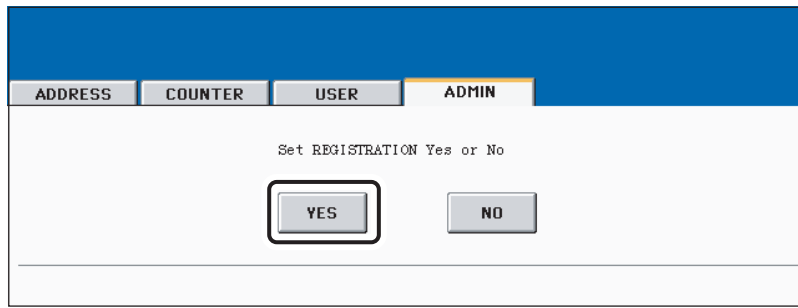 ADDRESS COUNTER USER ADMIN
Set REGISTRATION Yes or No
YES NO